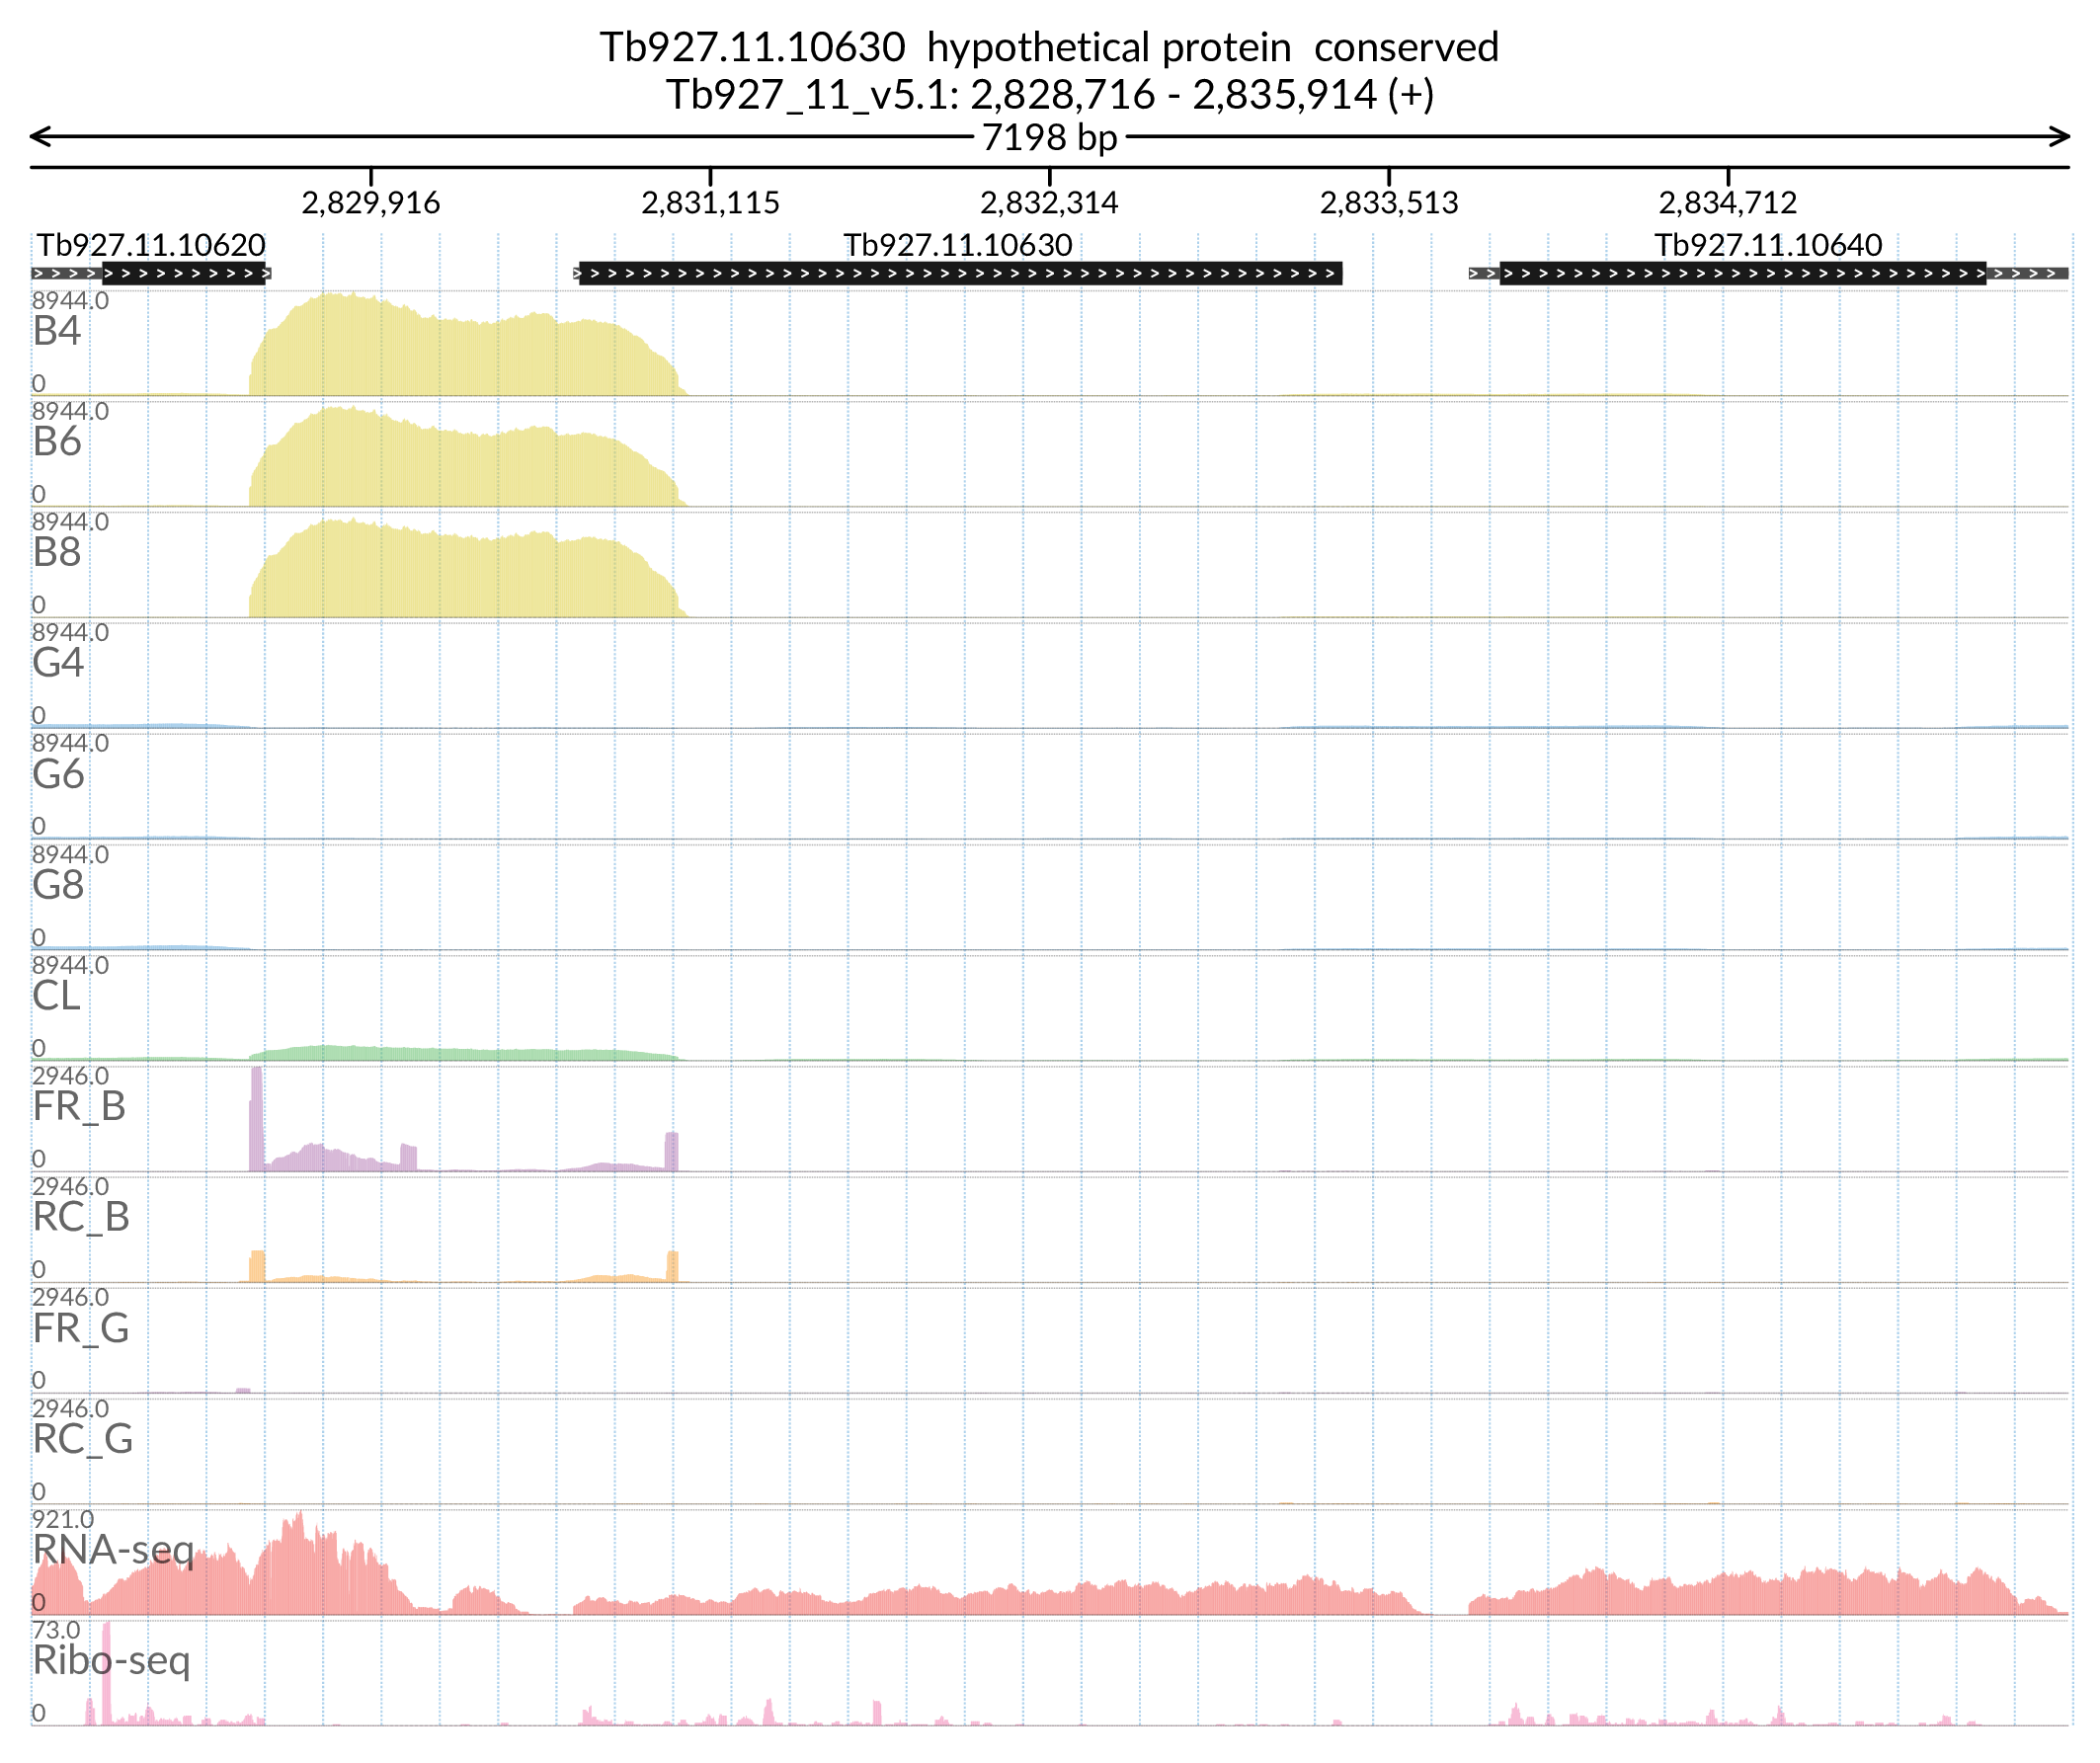 Tb927.11.10630  hypothetical protein  conserved
Tb927_11_v5.1: 2,828,716 - 2,835,914 (+)
7198 bp
2,829,916 2,831,115 2,832,314 2,833,513 2,834,712
Tb927.11.10620 Tb927.11.10630 Tb927.11.10640
8944.0
B4
0
8944.0
B6
0
8944.0
B8
0
8944.0
G4
0
8944.0
G6
0
8944.0
G8
0
8944.0
CL
0
2946.0
FR_B
0
2946.0
RC_B
0
2946.0
FR_G
0
2946.0
RC_G
0
921.0
RNA-seq
0
73.0
Ribo-seq
0